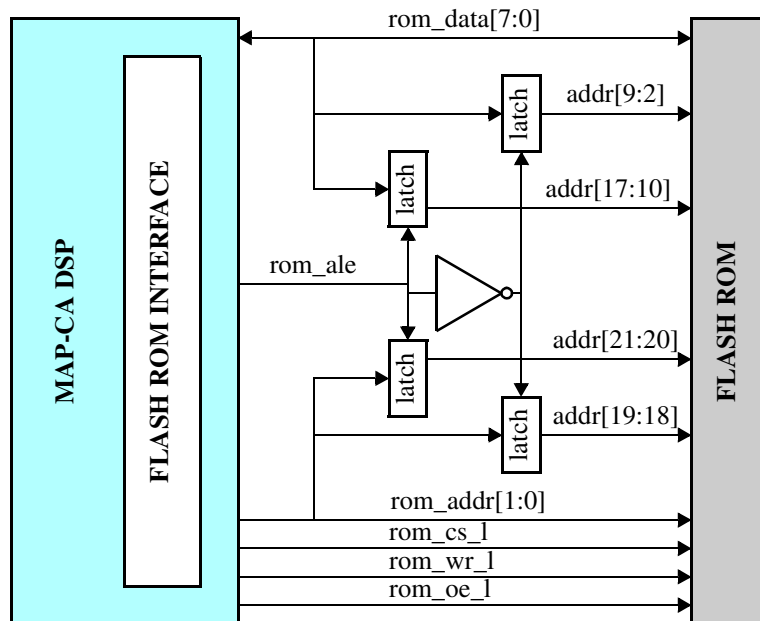 rom_data[7:0]
latch
addr[9:2]
latch
addr[17:10]
MAP-CA DSP
FLASH ROM INTERFACE
rom_ale
FLASH ROM
latch
addr[21:20]
latch
addr[19:18]
rom_addr[1:0]
rom_cs_l
rom_wr_l
rom_oe_l